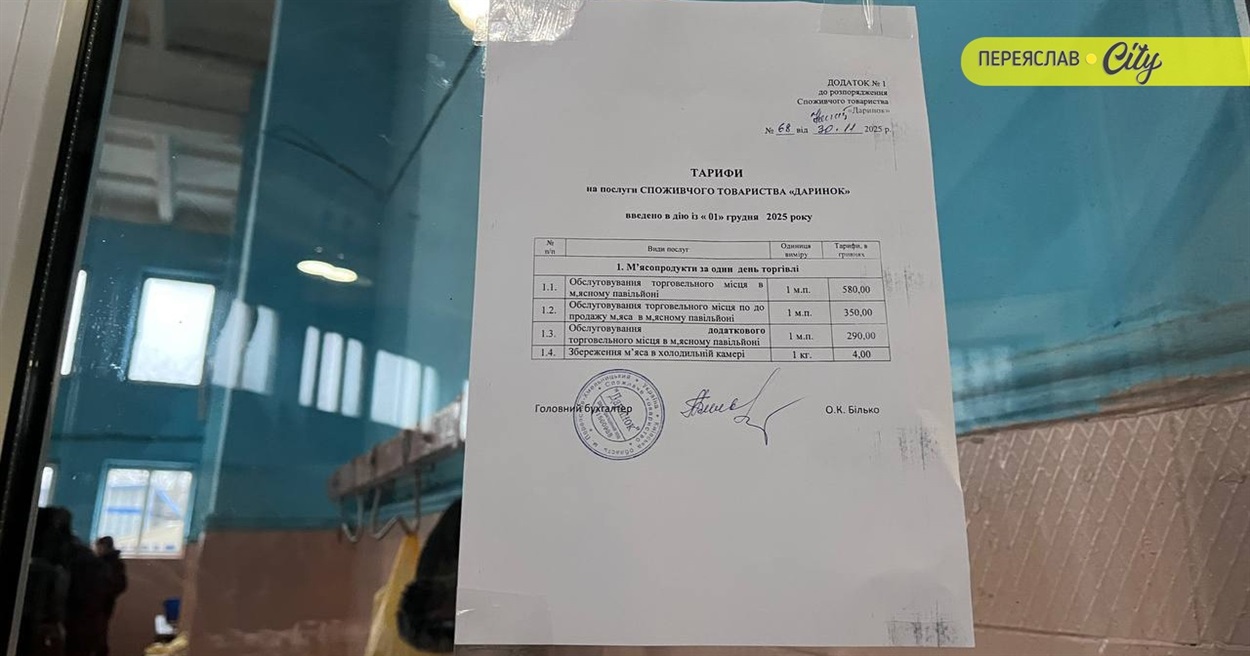 ПЕРЕЯСЛАВ City
ДОДАТОК № 1
до розпорядження
Споживчого товариства
«Даринок»
№ 68 від 30.11 2025 р
ТАРИФИ
на послуги СПОЖИВЧОГО ТОВАРИСТВА «ДАРИНОК»
введено в дію із « 01» грудня 2025 року
№ п/п Види послуг Одиниця виміру Тарифи, в гривнях
1. М'ясопродукти за один день торгівлі
1.1. Обслуговування торговельного місця в
м,ясному павільйоні 1 м.п. 580,00
1.2. Обслуговування торговельного місця по до
продажу м,яса в м,ясному павільйоні 1 м.п. 350,00
1.3. Обслуговування додаткового
торговельного місця в м,ясному павільйоні 1 м.п. 290,00
1.4. Збереження м'яса в холодильній камері 1 кг. 4,00
Головний бухгалтер О.К. Білько
"Даринок"